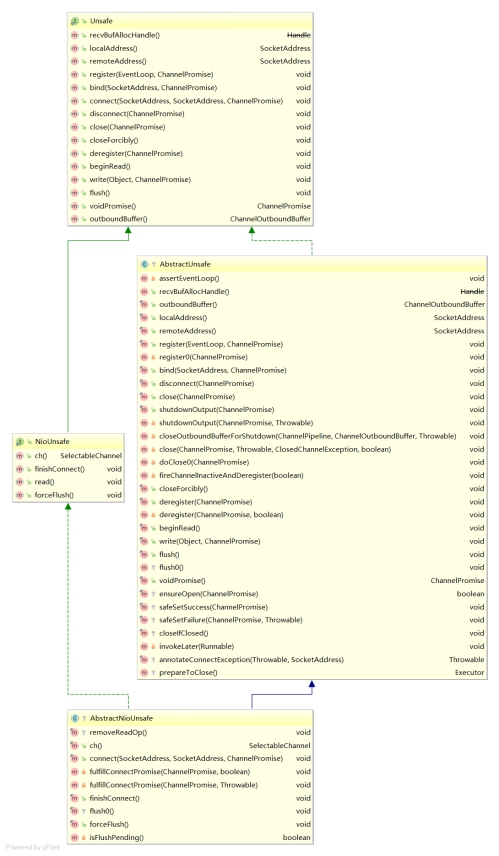 Unsafe
recvBufAllocHandle() Handle
localAddress() SocketAddress
remoteAddress() SocketAddress
register(EventLoop, ChannelPromise) void
bind(SocketAddress, ChannelPromise) void
connect(SocketAddress, SocketAddress, ChannelPromise) void
disconnect(ChannelPromise) void
close(ChannelPromise) void
closeForcibly() void
deregister(ChannelPromise) void
beginRead() void
write(Object, ChannelPromise) void
flush() void
voidPromise() ChannelPromise
outboundBuffer() ChannelOutboundBuffer
AbstractUnsafe
assertEventLoop() void
recvBufAllocHandle() Handle
outboundBuffer() ChannelOutboundBuffer
localAddress() SocketAddress
remoteAddress() SocketAddress
register(EventLoop, ChannelPromise) void
register0(ChannelPromise) void
bind(SocketAddress, ChannelPromise) void
disconnect(ChannelPromise) void
close(ChannelPromise) void
shutdownOutput(ChannelPromise) void
shutdownOutput(ChannelPromise, Throwable) void
closeOutboundBufferForShutdown(ChannelPipeline, ChannelOutboundBuffer, Throwable) void
close(ChannelPromise, Throwable, ClosedChannelException, boolean) void
doClose0(ChannelPromise) void
fireChannelInactiveAndDeregister(boolean) void
closeForcibly() void
deregister(ChannelPromise) void
deregister(ChannelPromise, boolean) void
beginRead() void
write(Object, ChannelPromise) void
flush() void
flush0() void
voidPromise() ChannelPromise
ensureOpen(ChannelPromise) boolean
safeSetSuccess(ChannelPromise) void
safeSetFailure(ChannelPromise, Throwable) void
closeIfClosed() void
invokeLater(Runnable) void
annotateConnectException(Throwable, SocketAddress) Throwable
prepareToClose() Executor
NioUnsafe
ch() SelectableChannel
finishConnect() void
read() void
forceFlush() void
AbstractNioUnsafe
removeReadOp() void
ch() SelectableChannel
connect(SocketAddress, SocketAddress, ChannelPromise) void
fulfillConnectPromise(ChannelPromise, boolean) void
fulfillConnectPromise(ChannelPromise, Throwable) void
finishConnect() void
flush0() void
forceFlush() void
isFlushPending() boolean
Powered by yFiles